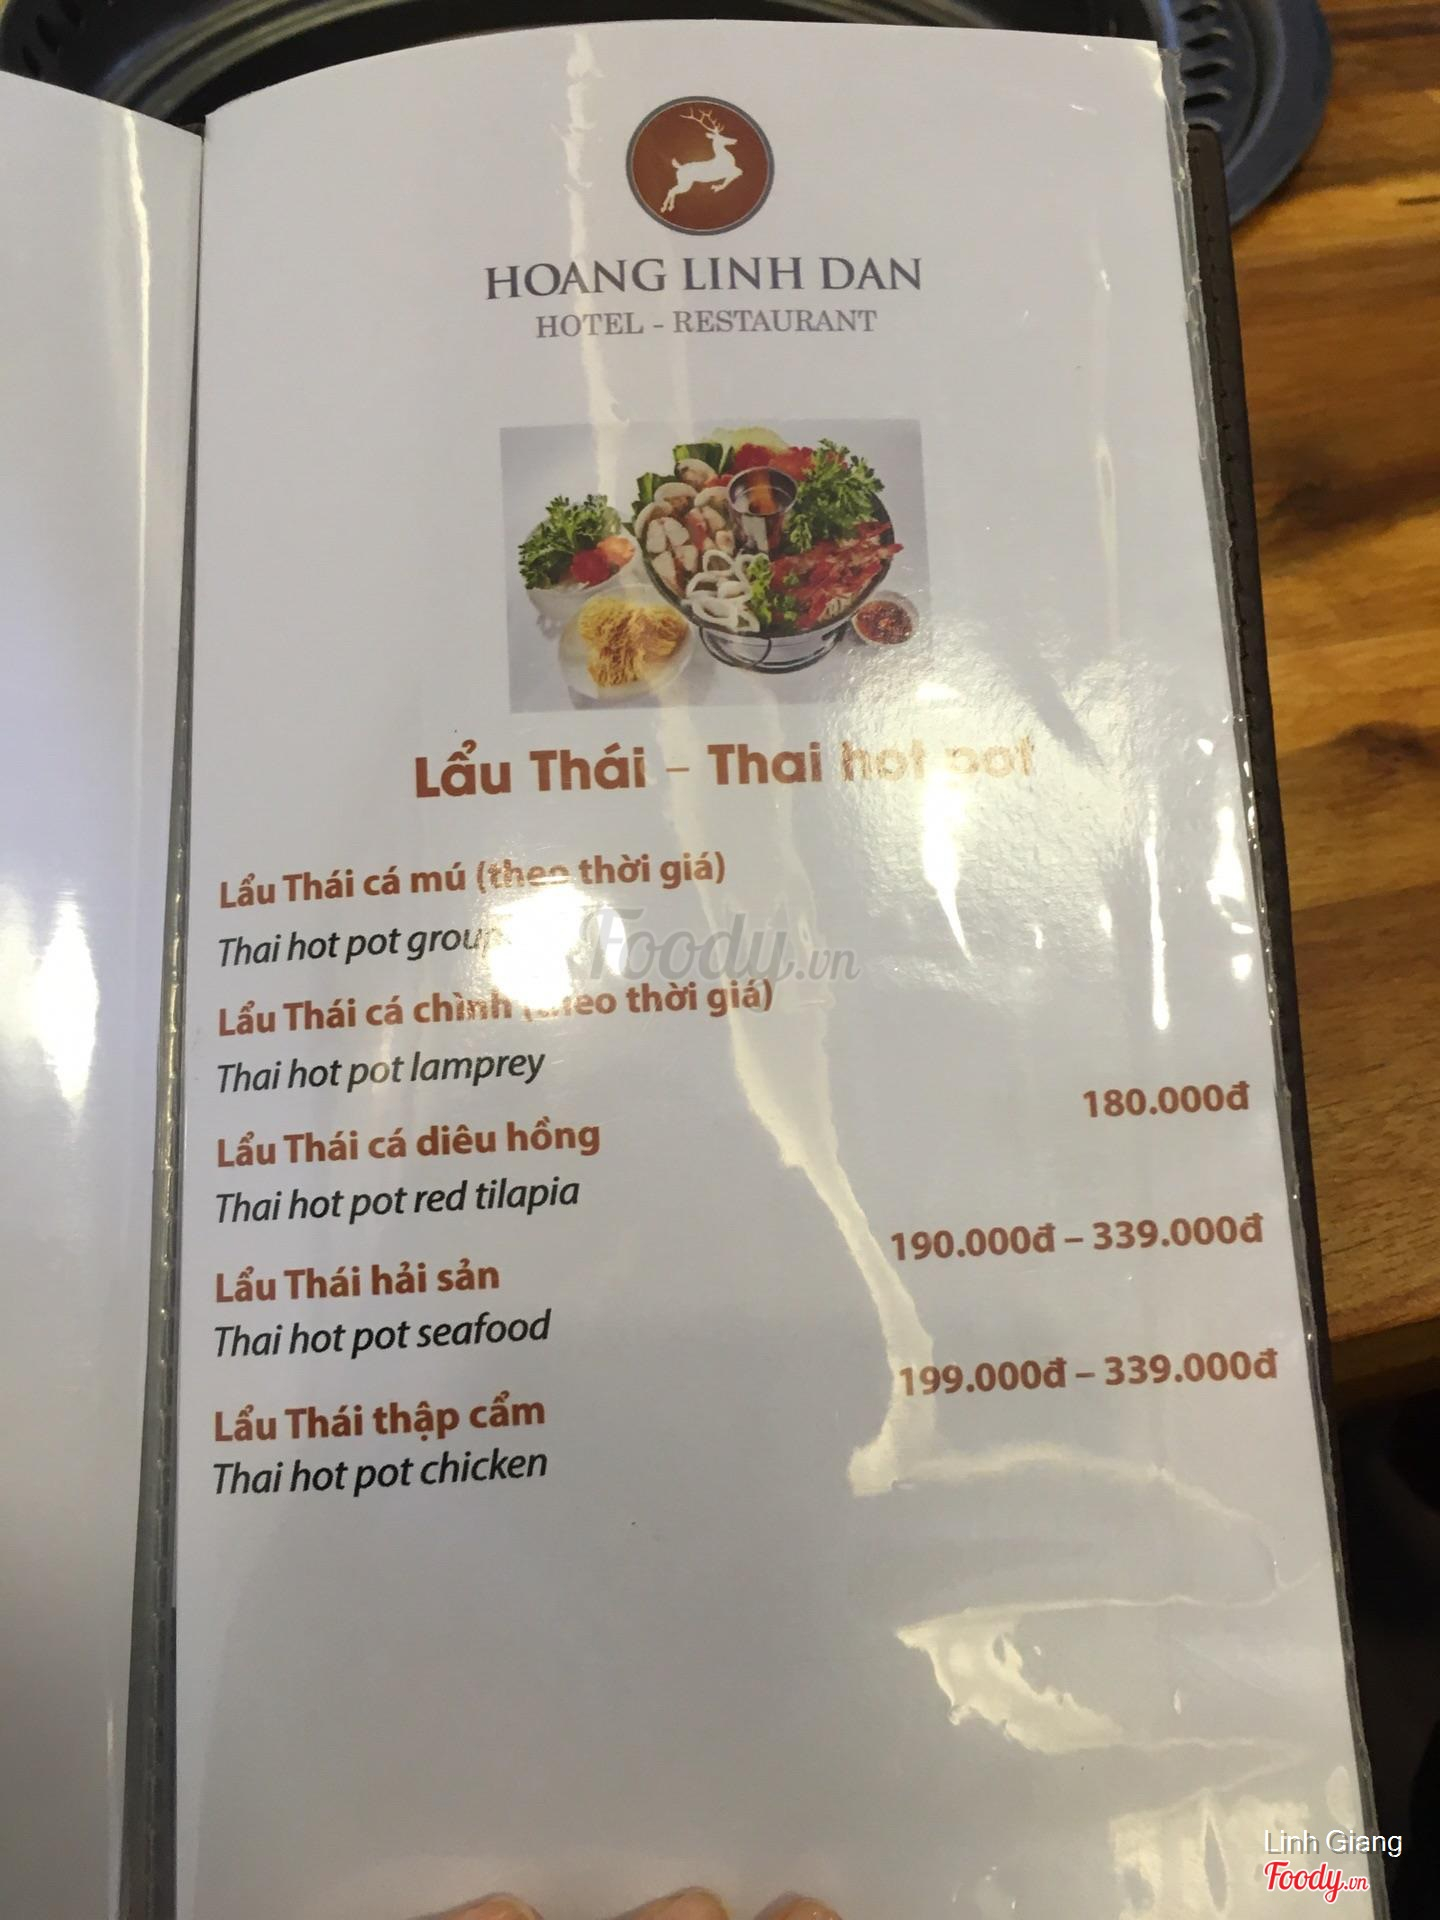 HOANG LINH DAN
HOTEL - RESTAURANT
Lẩu Thái – Thai hot pot
Lẩu Thái cá mú (theo thời giá)
Thai hot pot
Foody.vn
Lẩu Thái cá chình (theo thời giá)
Thai hot pot lamprey
Lẩu Thái cá diêu hồng 180.000đ
Thai hot pot red tilapia
Lẩu Thái hải sản 190.000đ – 339.000đ
Thai hot pot seafood
Lẩu Thái thập cẩm 199.000đ – 339.000đ
Thai hot pot chicken
Linh Giang
Foody.vn